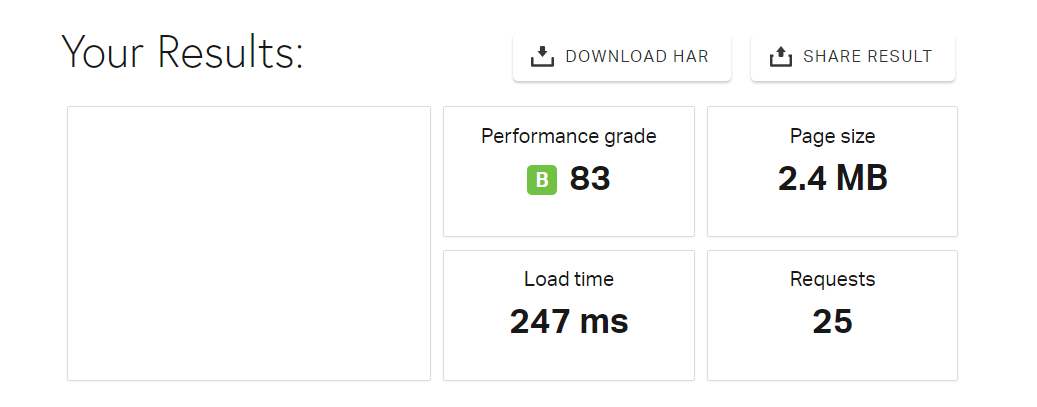 Your Results:
DOWNLOAD HAR
SHARE RESULT
Performance grade
B 83
Page size
2.4 MB
Load time
247 ms
Requests
25